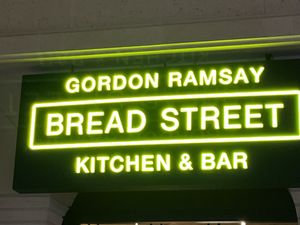 GORDON RAMSAY
BREAD STREET
KITCHEN & BAR